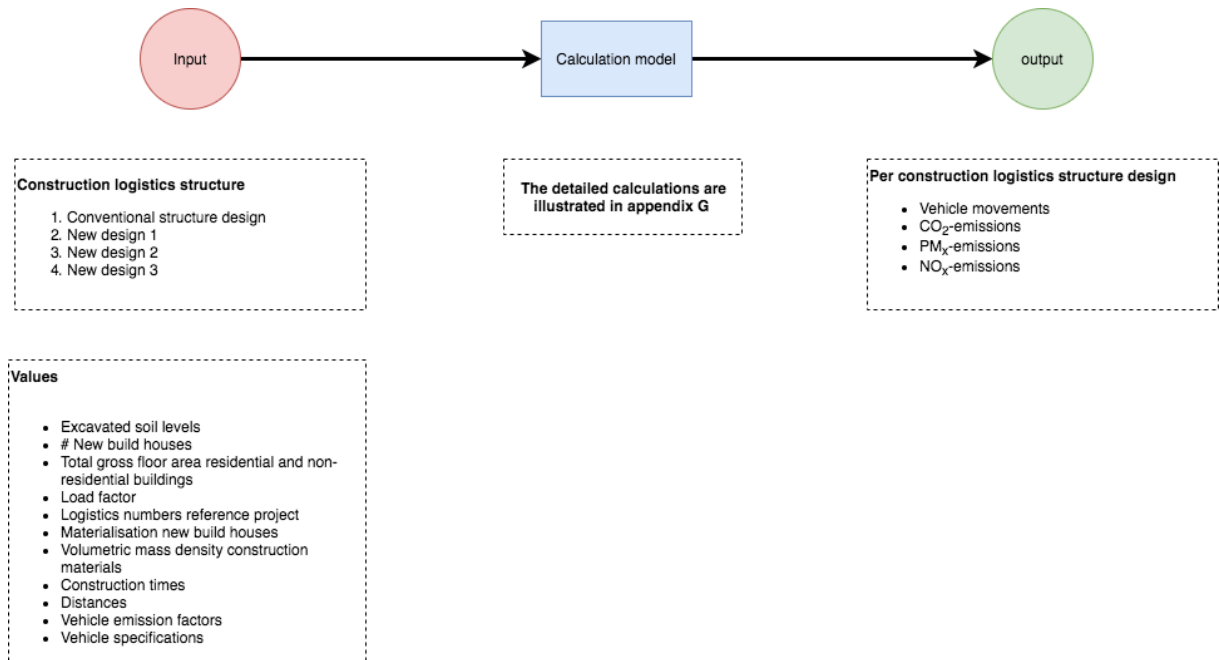 Input
Calculation model
output
Construction logistics structure
1. Conventional structure design
2. New design 1
3. New design 2
4. New design 3
The detailed calculations are
illustrated in appendix G
Per construction logistics structure design
• Vehicle movements
• CO₂-emissions
• PMₓ-emissions
• NOₓ-emissions
Values
• Excavated soil levels
• # New build houses
• Total gross floor area residential and non-
residential buildings
• Load factor
• Logistics numbers reference project
• Materialisation new build houses
• Volumetric mass density construction
materials
• Construction times
• Distances
• Vehicle emission factors
• Vehicle specifications